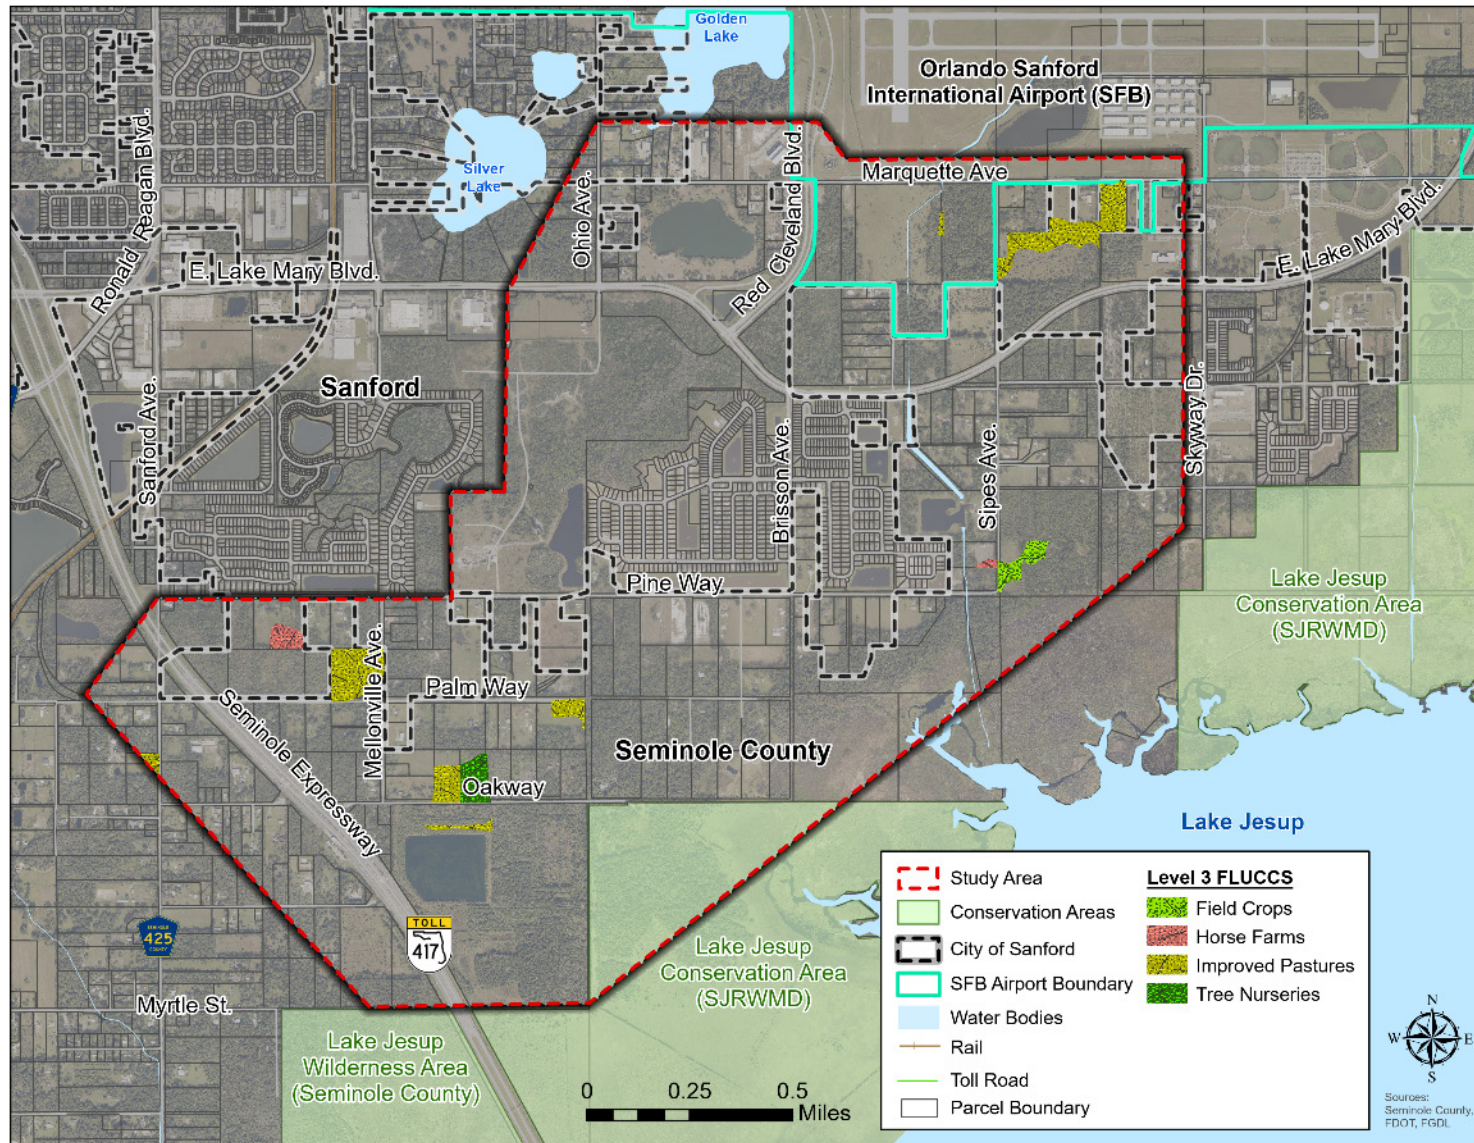 Golden
Lake
Orlando Sanford
International Airport (SFB)
Silver
Lake
Marquette Ave
Ronald Reagan Blvd.
Ohio Ave.
Red Cleveland Blvd.
E. Lake Mary Blvd.
E. Lake Mary Blvd.
Sanford
Sanford Ave.
Brisson Ave.
Sipes Ave.
Skyway Dr.
Pine Way
Lake Jesup
Conservation Area
(SJRWMD)
Mellonville Ave.
Palm Way
Seminole Expressway
Seminole County
Oakway
Lake Jesup
TOLL
417
SEMINOLE
425
COUNTY
Myrtle St.
Lake Jesup
Conservation Area
(SJRWMD)
Lake Jesup
Wilderness Area
(Seminole County)
0 0.25 0.5
Miles
Study Area
Conservation Areas
City of Sanford
SFB Airport Boundary
Water Bodies
Rail
Toll Road
Parcel Boundary
Level 3 FLUCCS
Field Crops
Horse Farms
Improved Pastures
Tree Nurseries
N
W E
S
Sources:
Seminole County,
FDOT, FGDL